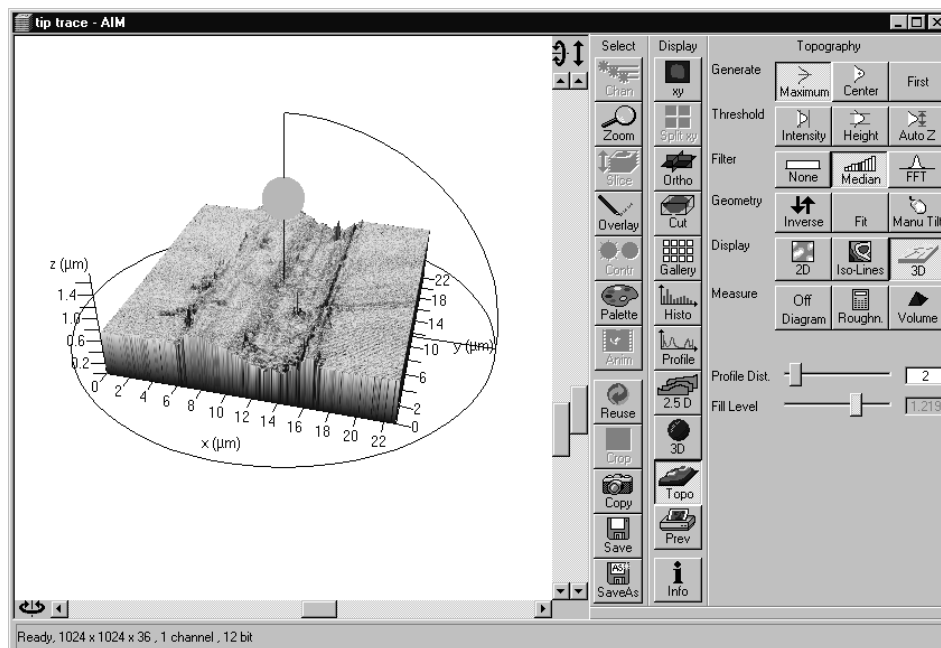 tip trace - AIM
Select
Chan
Zoom
Slice
Overlay
Contr
Palette
Anim
Reuse
Crop
Copy
Save
AS
SaveAs
Display
xy
Split xy
Ortho
Cut
Gallery
Histo
Profile
2.5 D
3D
Topo
Prev
i
Info
Topography
Generate
Maximum Center First
Threshold
Intensity Height Auto Z
Filter
None Median FFT
Geometry
Inverse Fit Manu Tilt
Display
2D Iso-Lines 3D
Measure
Off
Diagram Roughn. Volume
Profile Dist. 2
Fill Level 1.219
z (µm)
1.4
1.0
0.6
0.2
0 2 4 6 8 10 12 14 16 18 20 22
x (µm)
22
18
14
10
6
2
0
y (µm)
Ready, 1024 x 1024 x 36 , 1 channel , 12 bit